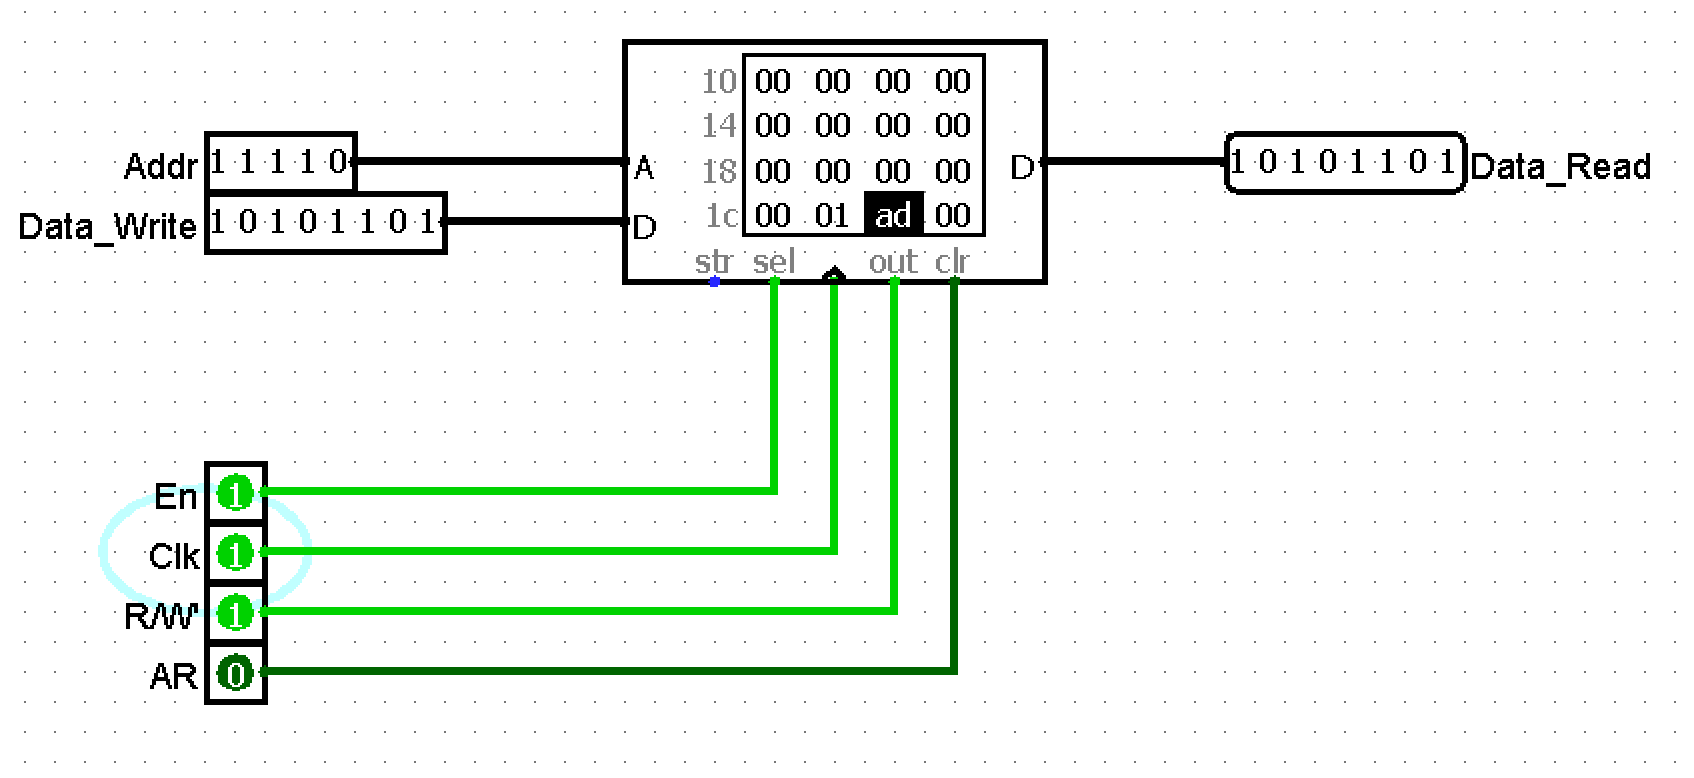 10 00 00 00 00
14 00 00 00 00
Addr 1 1 1 1 0 A 18 00 00 00 00 D 1 0 1 0 1 1 0 1 Data_Read
Data_Write 1 0 1 0 1 1 0 1 D 1c 00 01 ad 00
str sel out clr
En 1
Clk 1
R/W' 1
AR 0